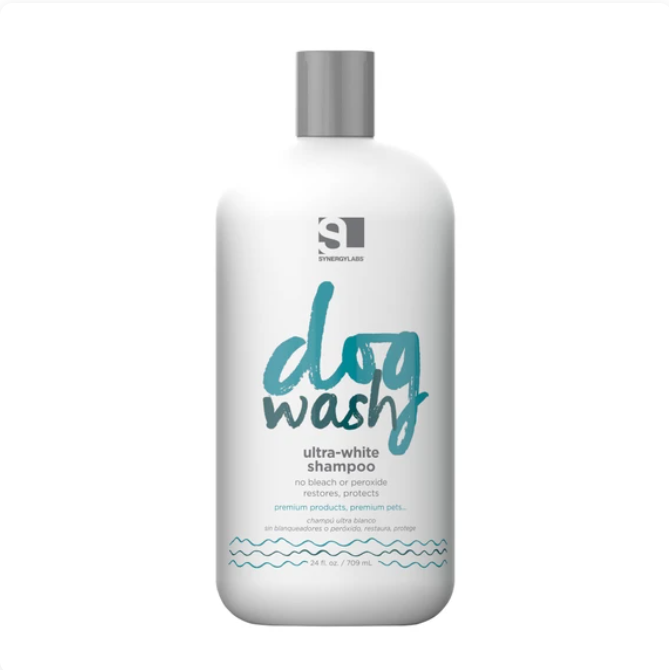 SL
SYNERGYLABS
dog
wash
ultra-white
shampoo
no bleach or peroxide
restores, protects
premium products, premium pets...
champú ultra blanco
sin blanqueadores o peróxido, restaura, protege
24 fl. oz. / 709 mL